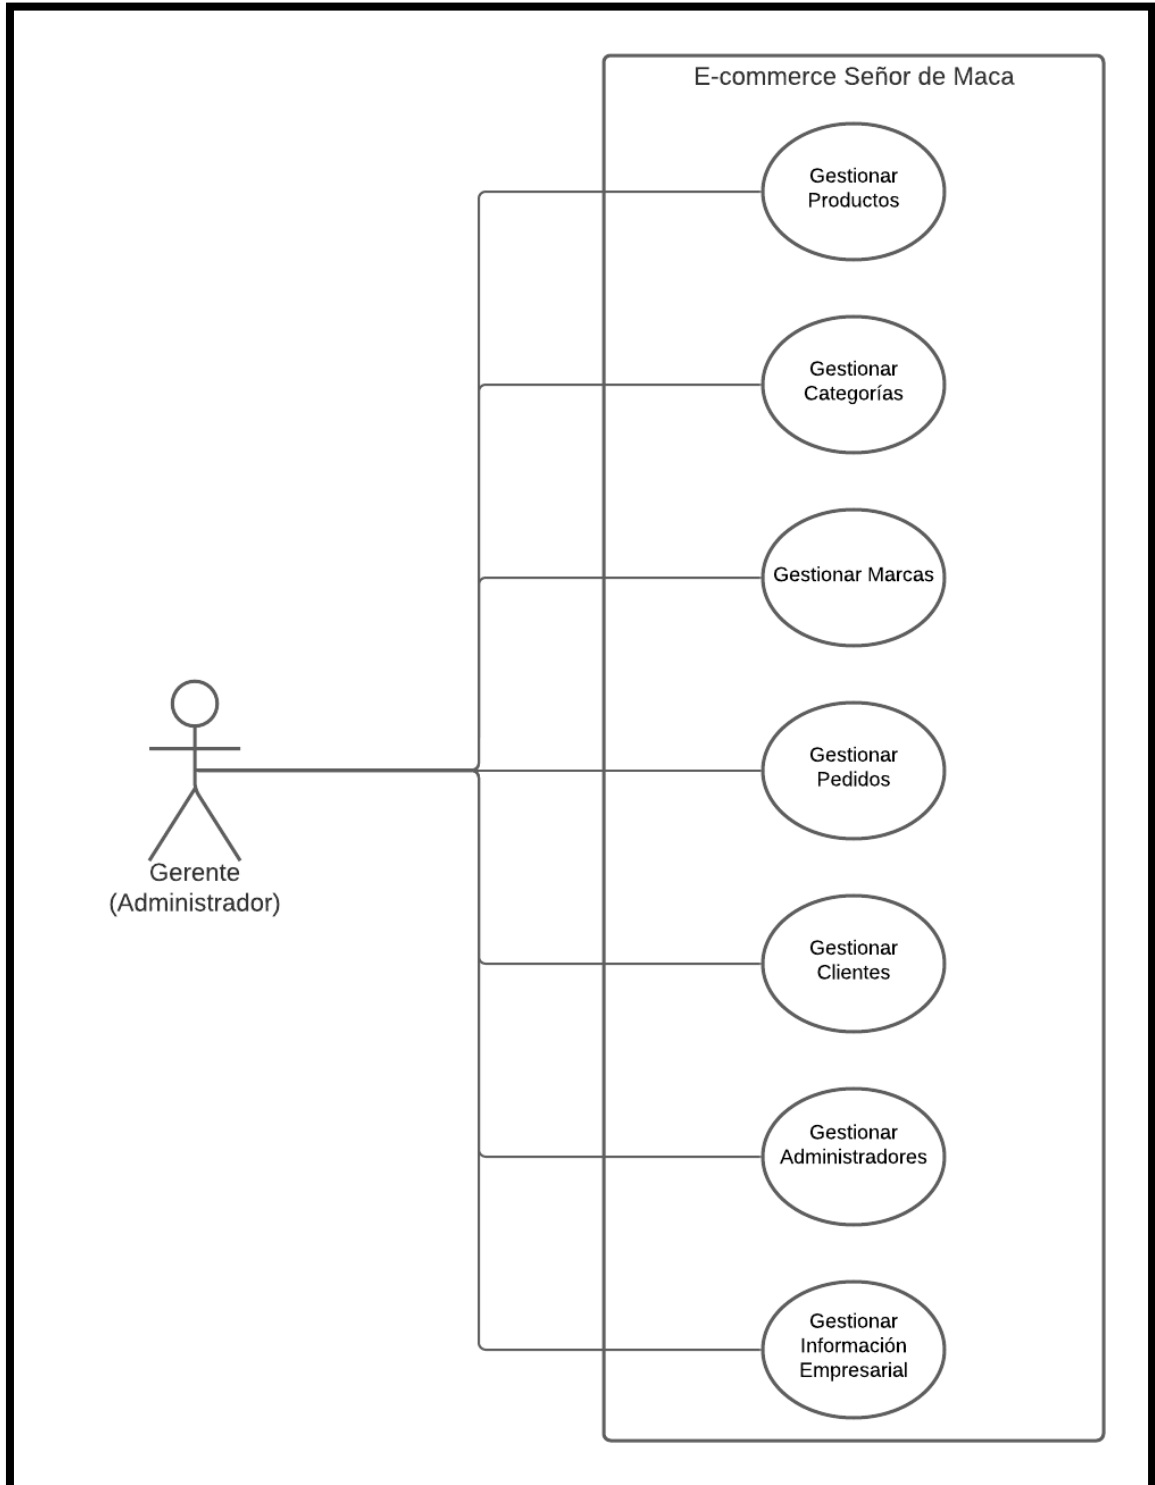 E-commerce Señor de Maca
Gestionar
Productos
Gestionar
Categorías
Gestionar Marcas
Gestionar
Pedidos
Gerente
(Administrador)
Gestionar
Clientes
Gestionar
Administradores
Gestionar
Información
Empresarial